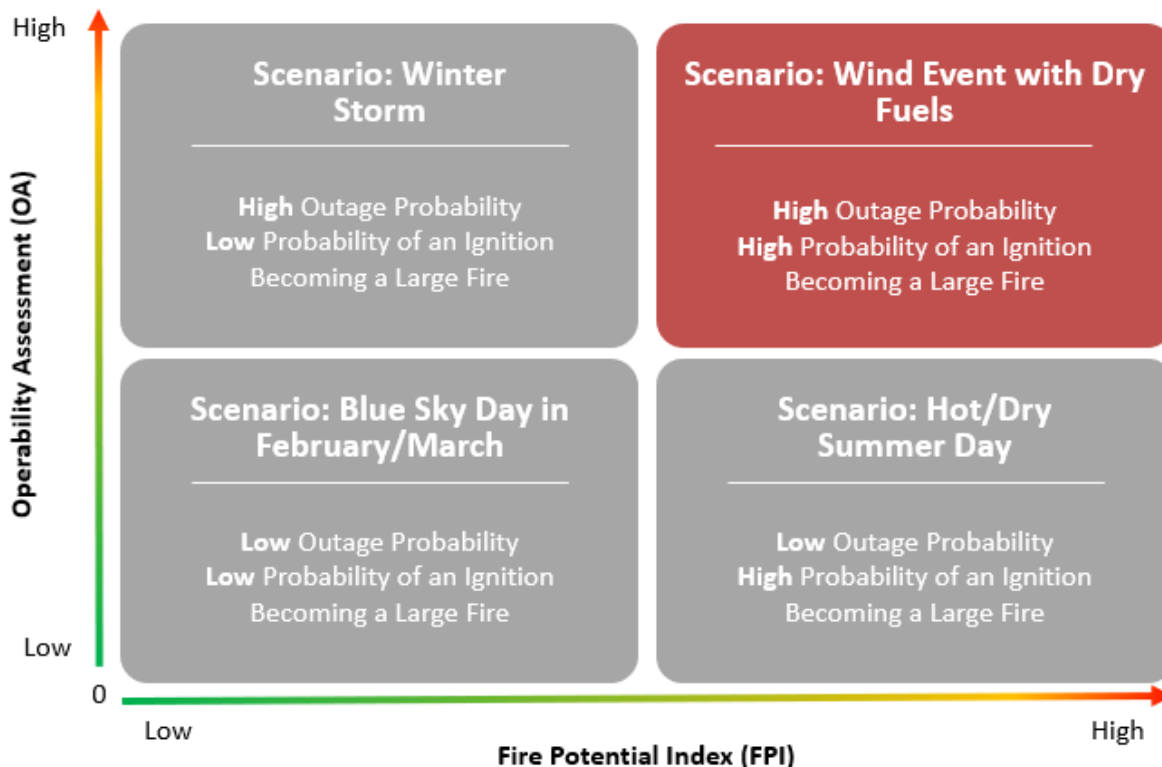 High
Scenario: Winter
Storm
High Outage Probability
Low Probability of an Ignition
Becoming a Large Fire
Scenario: Wind Event with Dry
Fuels
High Outage Probability
High Probability of an Ignition
Becoming a Large Fire
Operability Assessment (OA)
Scenario: Blue Sky Day in
February/March
Low Outage Probability
Low Probability of an Ignition
Becoming a Large Fire
Scenario: Hot/Dry
Summer Day
Low Outage Probability
High Probability of an Ignition
Becoming a Large Fire
Low
0
Low
High
Fire Potential Index (FPI)